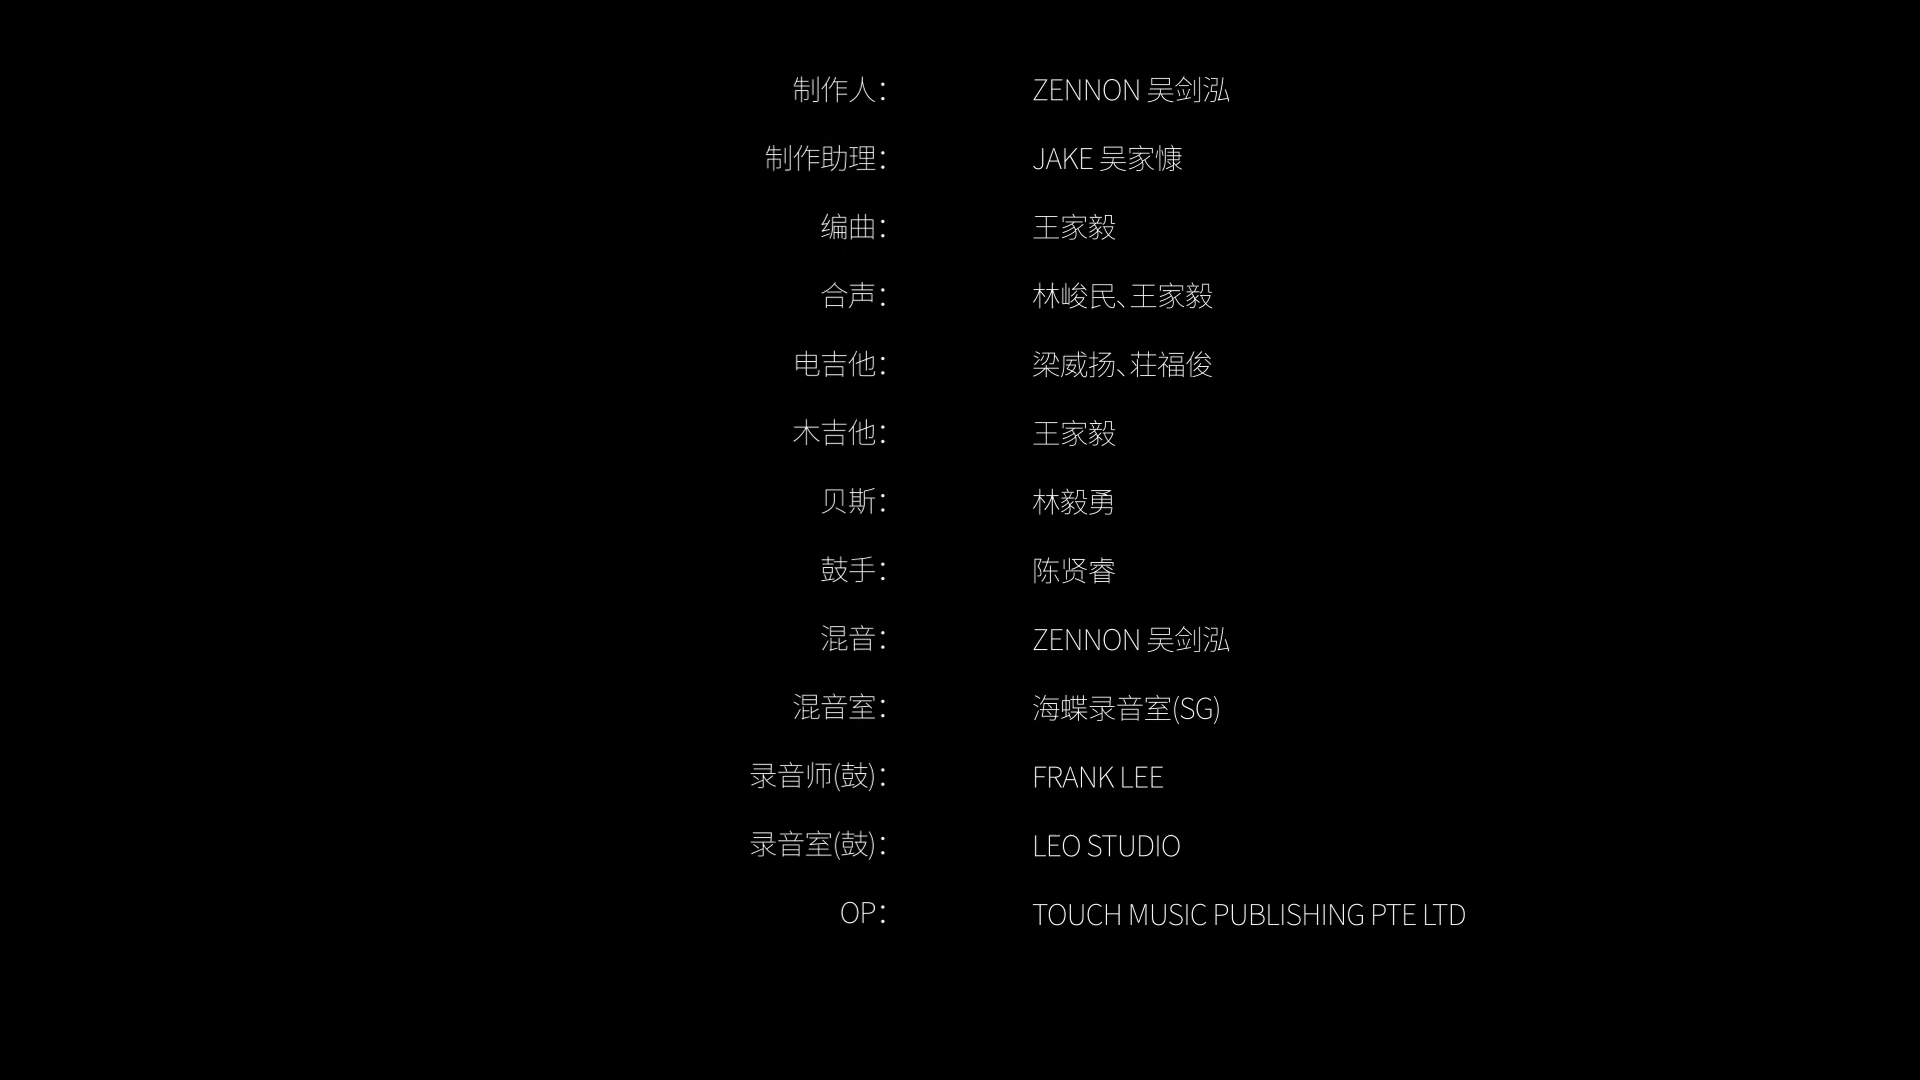 制作人： ZENNON 吴剑泓
制作助理： JAKE 吴家慷
编曲： 王家毅
合声： 林峻民、王家毅
电吉他： 梁威扬、荘福俊
木吉他： 王家毅
贝斯： 林毅勇
鼓手： 陈贤睿
混音： ZENNON 吴剑泓
混音室： 海蝶录音室(SG)
录音师(鼓)： FRANK LEE
录音室(鼓)： LEO STUDIO
OP： TOUCH MUSIC PUBLISHING PTE LTD